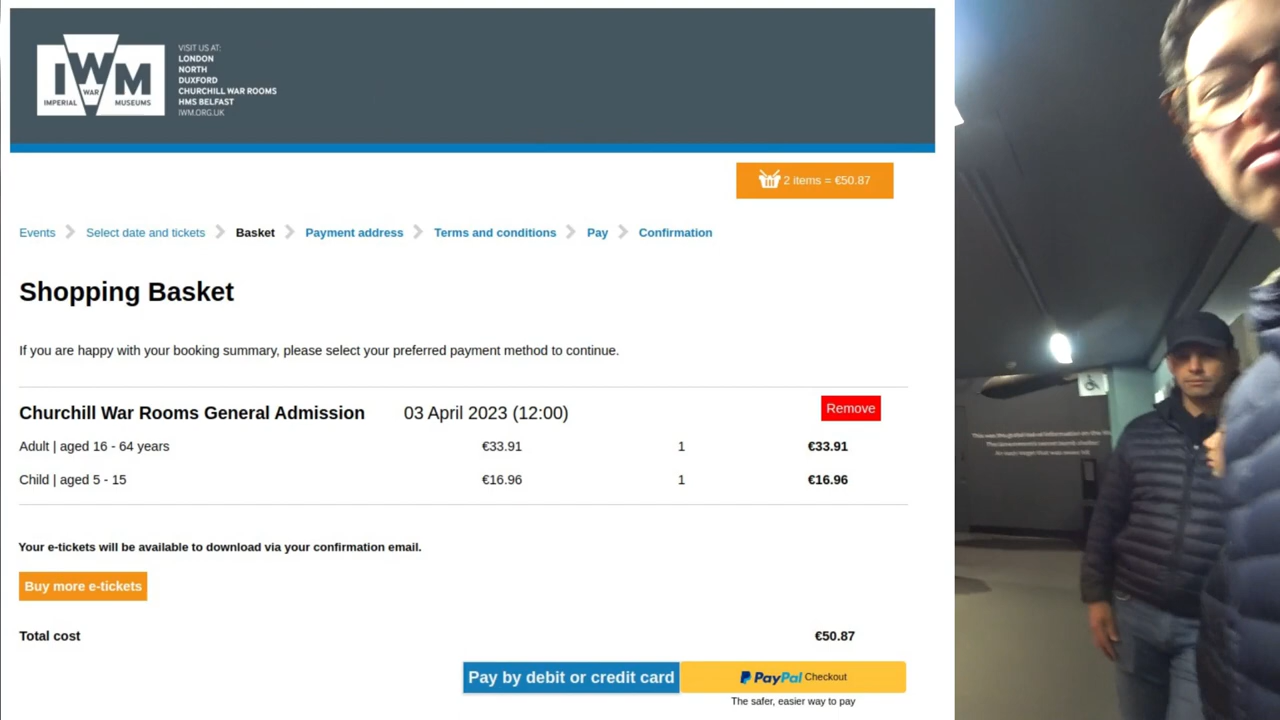 IWM
IMPERIAL WAR MUSEUMS
VISIT US AT:
LONDON
NORTH
DUXFORD
CHURCHILL WAR ROOMS
HMS BELFAST
IWM.ORG.UK
2 items = €50.87
Events Select date and tickets Basket Payment address Terms and conditions Pay Confirmation
Shopping Basket
If you are happy with your booking summary, please select your preferred payment method to continue.
Churchill War Rooms General Admission 03 April 2023 (12:00) Remove
Adult | aged 16 - 64 years €33.91 1 €33.91
Child | aged 5 - 15 €16.96 1 €16.96
Your e-tickets will be available to download via your confirmation email.
Buy more e-tickets
Total cost €50.87
Pay by debit or credit card PayPal Checkout
The safer, easier way to pay